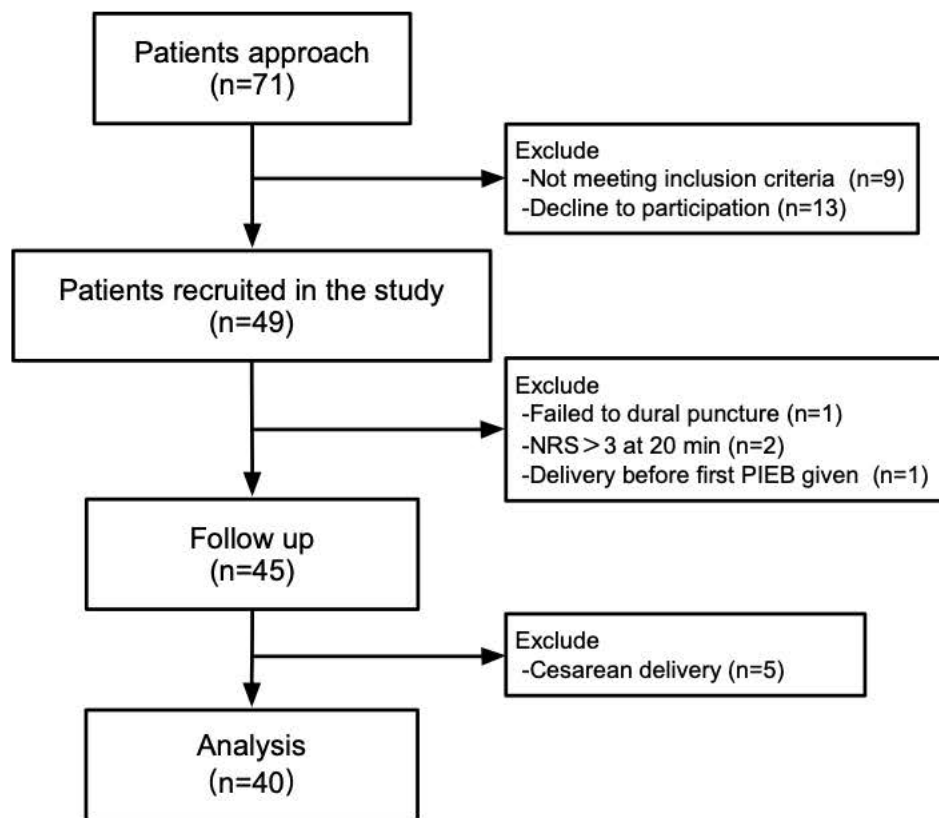 Patients approach
(n=71)
Exclude
-Not meeting inclusion criteria (n=9)
-Decline to participation (n=13)
Patients recruited in the study
(n=49)
Exclude
-Failed to dural puncture (n=1)
-NRS>3 at 20 min (n=2)
-Delivery before first PIEB given (n=1)
Follow up
(n=45)
Exclude
-Cesarean delivery (n=5)
Analysis
(n=40)